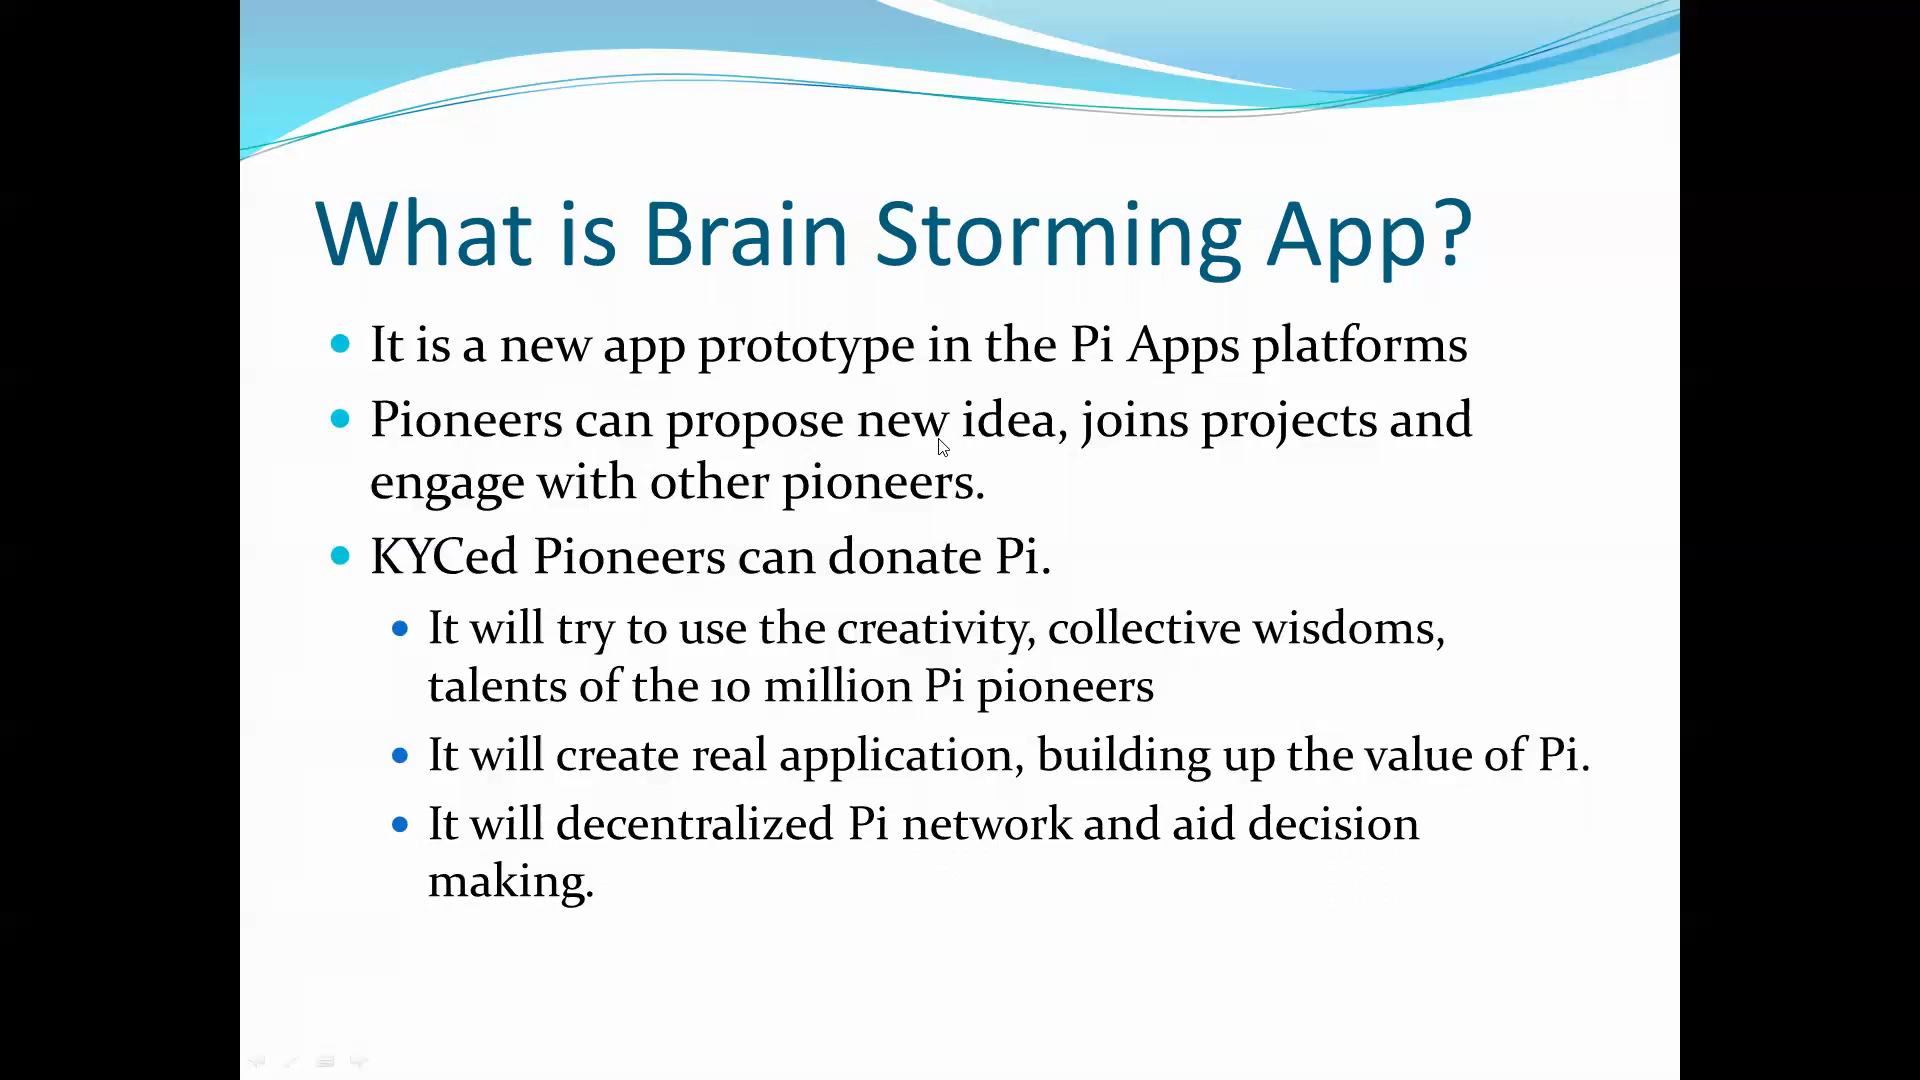 What is Brain Storming App?
It is a new app prototype in the Pi Apps platforms
Pioneers can propose new idea, joins projects and
engage with other pioneers.
KYCed Pioneers can donate Pi.
It will try to use the creativity, collective wisdoms,
talents of the 10 million Pi pioneers
It will create real application, building up the value of Pi.
It will decentralized Pi network and aid decision
making.